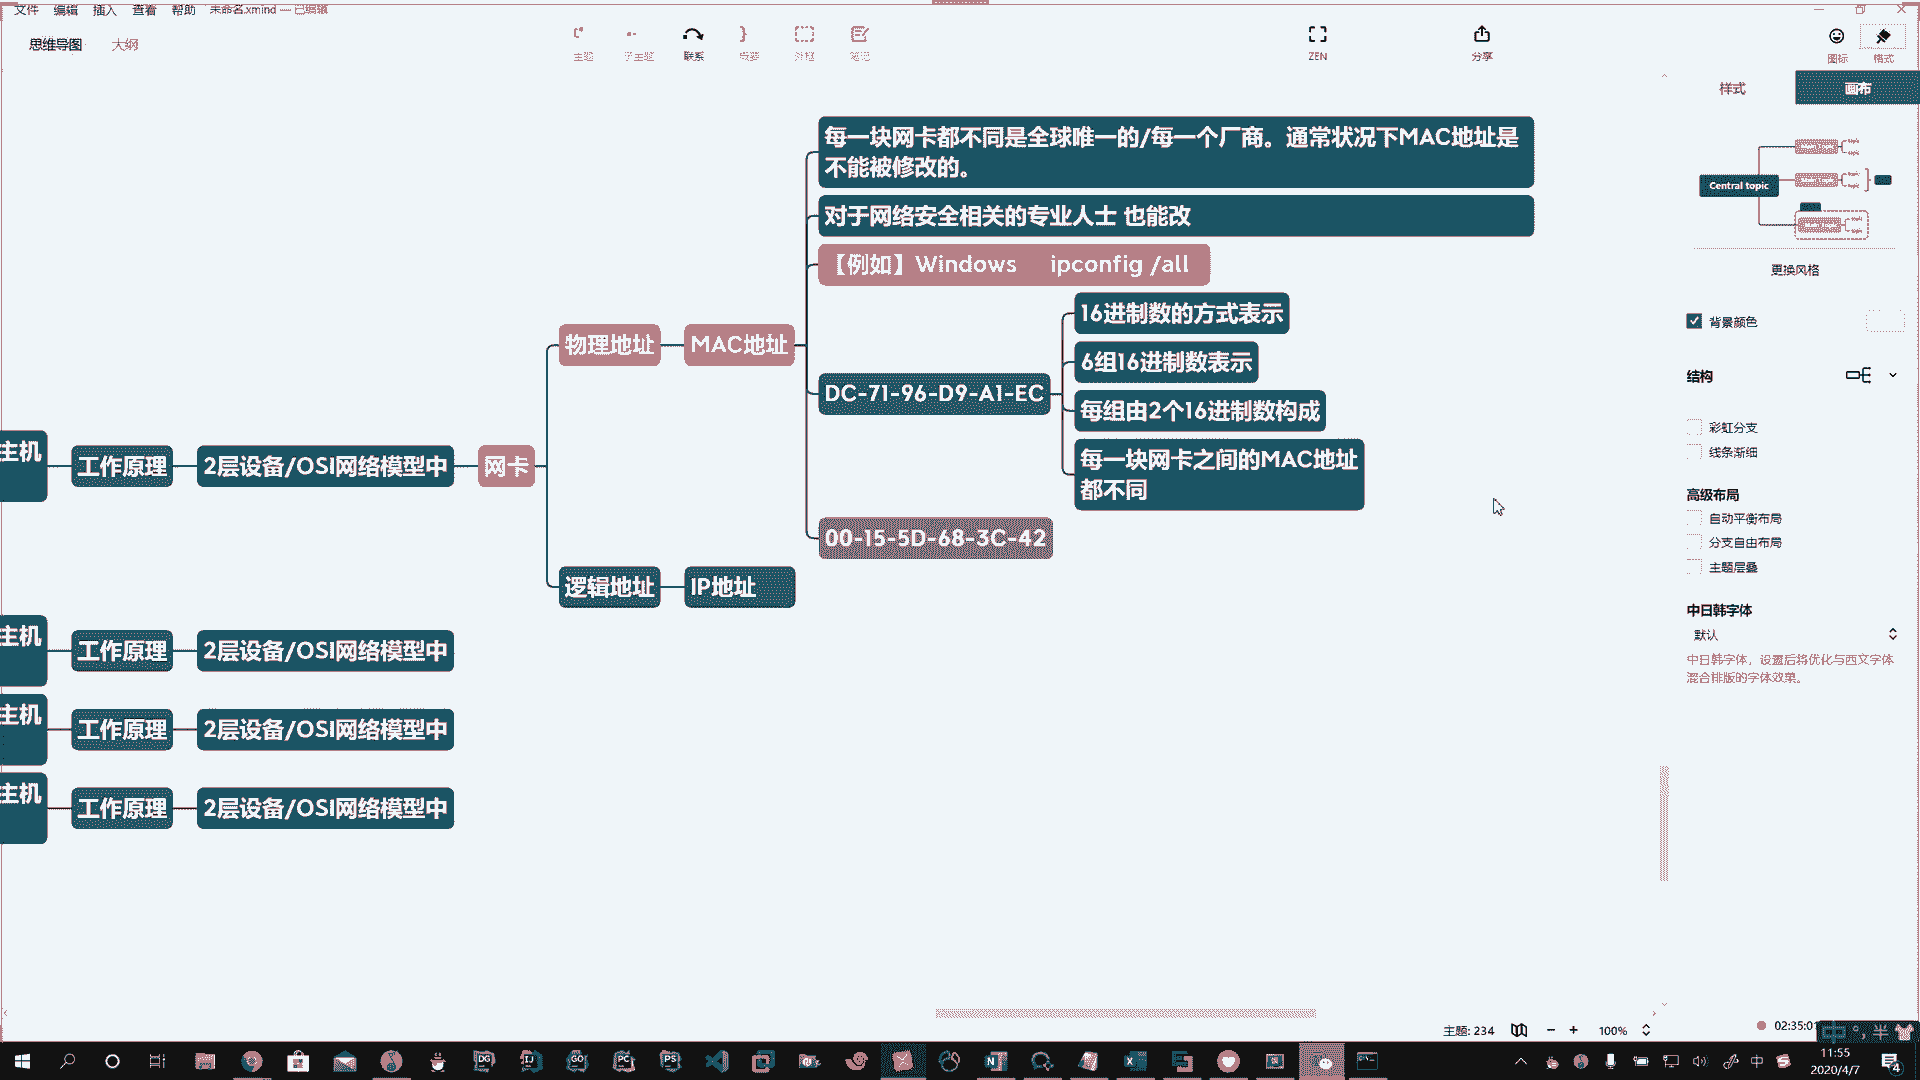 文件 编辑 插入 查看 帮助 未命名.xmind — 已编辑
思维导图 大纲
主题 子主题 联系 概要 外框 笔记 ZEN 分享 图标 格式
样式 画布
每一块网卡都不同是全球唯一的/每一个厂商。通常状况下MAC地址是
不能被修改的。
对于网络安全相关的专业人士 也能改
【例如】Windows ipconfig /all
物理地址 MAC地址
DC-71-96-D9-A1-EC
16进制数的方式表示
6组16进制数表示
每组由2个16进制数构成
每一块网卡之间的MAC地址
都不同
主机 工作原理 2层设备/OSI网络模型中 网卡
00-15-5D-68-3C-42
逻辑地址 IP地址
主机 工作原理 2层设备/OSI网络模型中
主机 工作原理 2层设备/OSI网络模型中
主机 工作原理 2层设备/OSI网络模型中
Central topic
更换风格
背景颜色
结构
彩虹分支
线条渐细
高级布局
自动平衡布局
分支自由布局
主题层叠
中日韩字体
默认
中日韩字体，设置后将优化与西文字体
混合排版的字体效果。
主题: 234 100%
02:35:01
中 半
DG IJ GO PC PS
中
11:55
2020/4/7
4